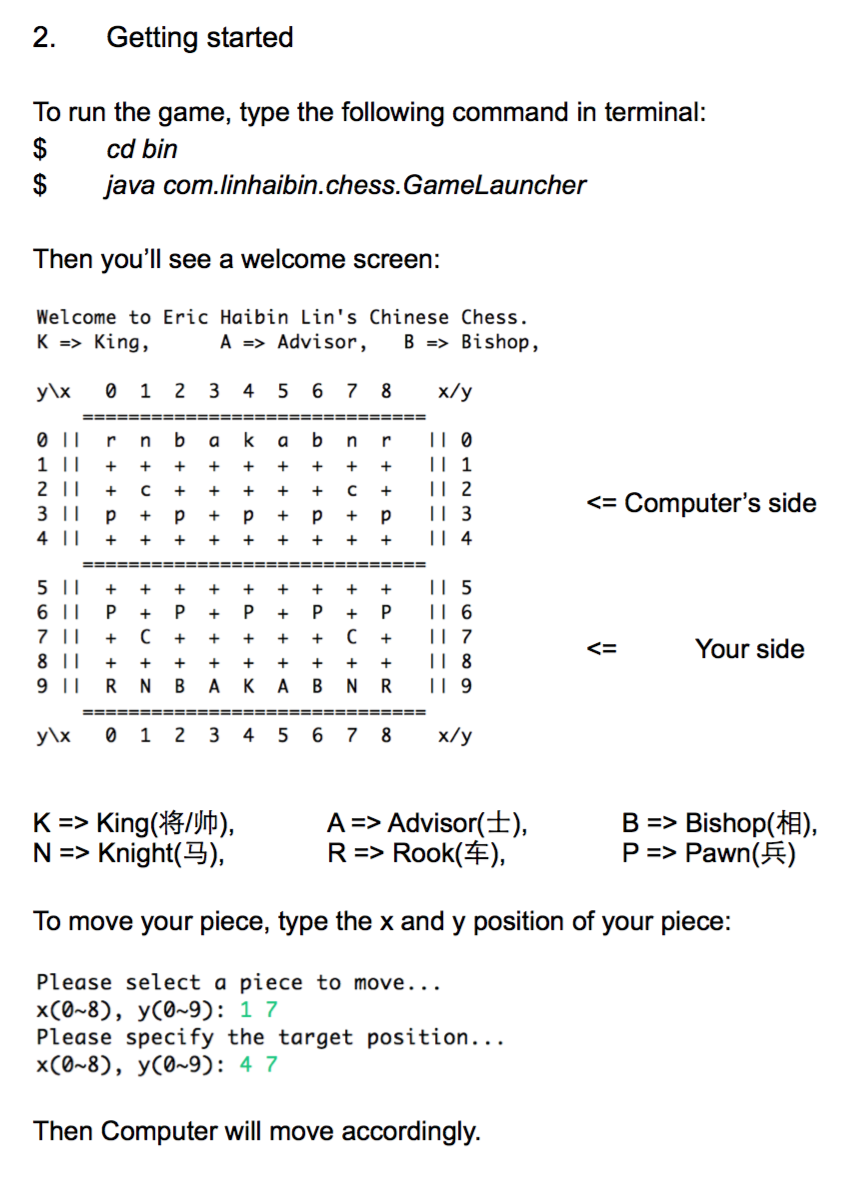 2. Getting started
To run the game, type the following command in terminal:
$ cd bin
$ java com.linhaibin.chess.GameLauncher
Then you’ll see a welcome screen:
Welcome to Eric Haibin Lin's Chinese Chess.
K => King, A => Advisor, B => Bishop,
y\x 0 1 2 3 4 5 6 7 8 x/y
==============================
0 || r n b a k a b n r || 0
1 || + + + + + + + + + || 1
2 || + c + + + + + c + || 2
3 || p + p + p + p + p || 3
<= Computer’s side
4 || + + + + + + + + + || 4
==============================
5 || + + + + + + + + + || 5
6 || P + P + P + P + P || 6
7 || + C + + + + + C + || 7
<= Your side
8 || + + + + + + + + + || 8
9 || R N B A K A B N R || 9
==============================
y\x 0 1 2 3 4 5 6 7 8 x/y
K => King(将/帅), A => Advisor(士), B => Bishop(相),
N => Knight(马), R => Rook(车), P => Pawn(兵)
To move your piece, type the x and y position of your piece:
Please select a piece to move...
x(0~8), y(0~9): 1 7
Please specify the target position...
x(0~8), y(0~9): 4 7
Then Computer will move accordingly.